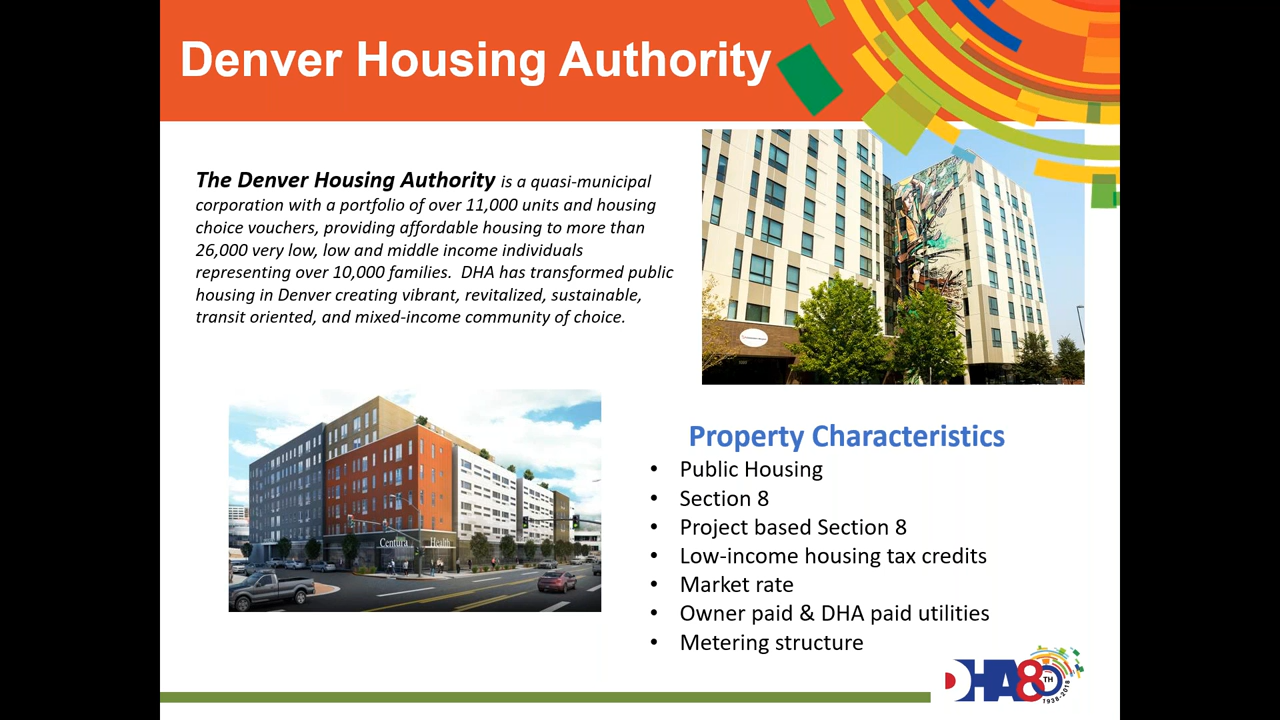 Denver Housing Authority
The Denver Housing Authority is a quasi-municipal
corporation with a portfolio of over 11,000 units and housing
choice vouchers, providing affordable housing to more than
26,000 very low, low and middle income individuals
representing over 10,000 families.  DHA has transformed public
housing in Denver creating vibrant, revitalized, sustainable,
transit oriented, and mixed-income community of choice.
Centura Health
Property Characteristics
• Public Housing
• Section 8
• Project based Section 8
• Low-income housing tax credits
• Market rate
• Owner paid & DHA paid utilities
• Metering structure
DHA80TH
1938-2018